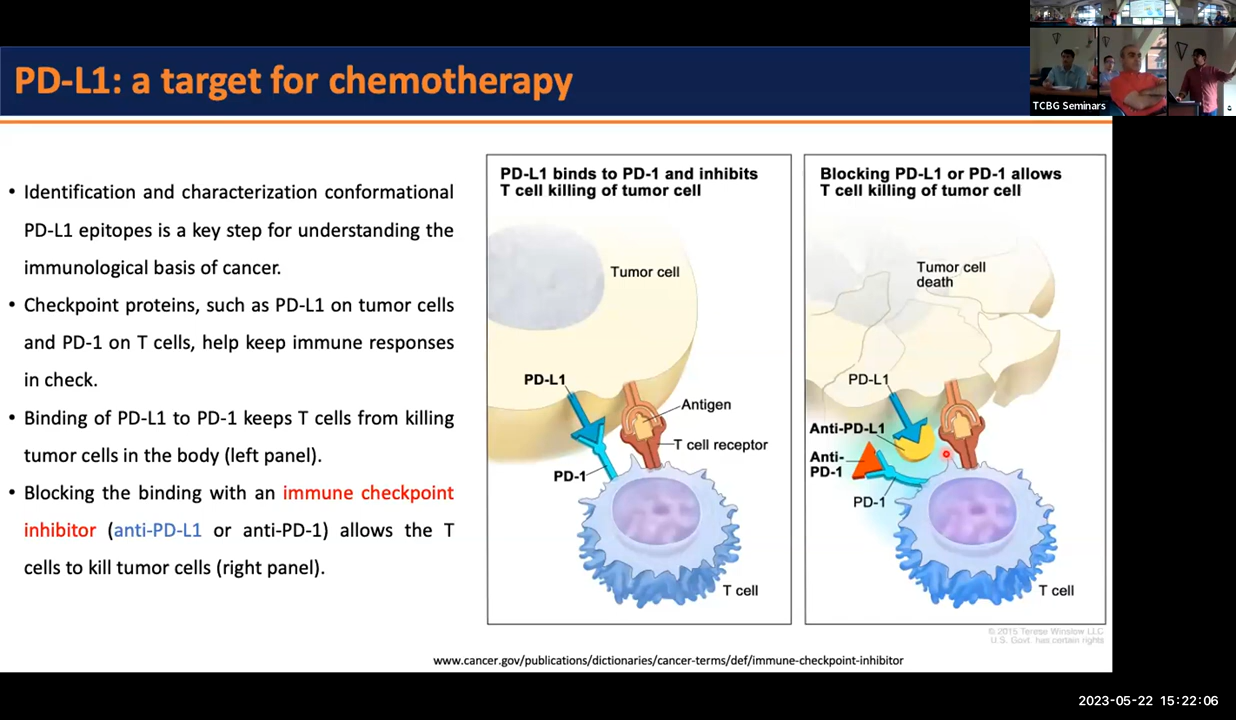 PD-L1: a target for chemotherapy
TCBG Seminars
• Identification and characterization conformational
PD-L1 epitopes is a key step for understanding the
immunological basis of cancer.
• Checkpoint proteins, such as PD-L1 on tumor cells
and PD-1 on T cells, help keep immune responses
in check.
• Binding of PD-L1 to PD-1 keeps T cells from killing
tumor cells in the body (left panel).
• Blocking the binding with an immune checkpoint
inhibitor (anti-PD-L1 or anti-PD-1) allows the T
cells to kill tumor cells (right panel).
PD-L1 binds to PD-1 and inhibits
T cell killing of tumor cell
Tumor cell
PD-L1
Antigen
T cell receptor
PD-1
T cell
Blocking PD-L1 or PD-1 allows
T cell killing of tumor cell
Tumor cell
death
PD-L1
Anti-PD-L1
Anti-
PD-1
PD-1
T cell
© 2015 Terese Winslow LLC
U.S. Govt. has certain rights
www.cancer.gov/publications/dictionaries/cancer-terms/def/immune-checkpoint-inhibitor
2023-05-22 15:22:06